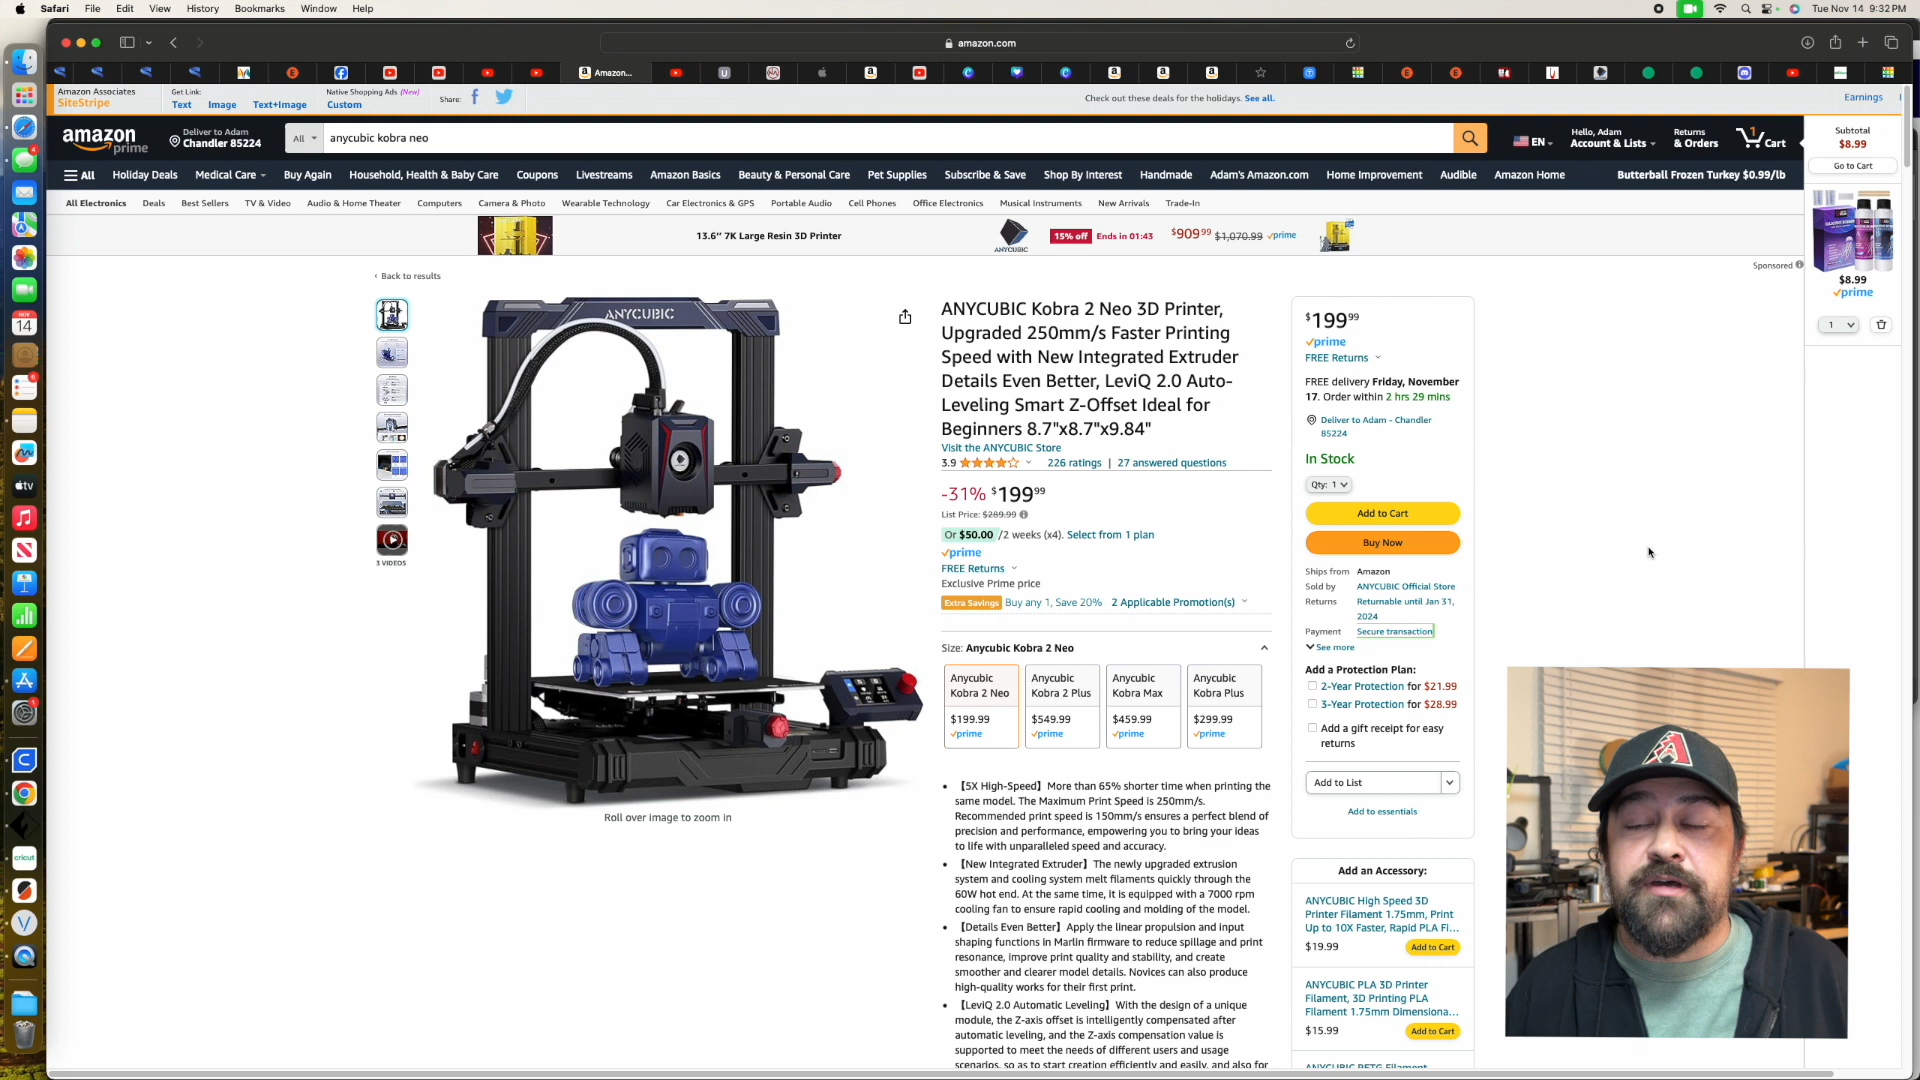 Safari File Edit View History Bookmarks Window Help
Tue Nov 14 9:32 PM
amazon.com
Amazon...
Amazon Associates
SiteStripe
Get Link:
Text Image Text+Image
Native Shopping Ads (New)
Custom
Share:
Check out these deals for the holidays. See all.
Earnings
amazon
prime
Deliver to Adam
Chandler 85224
All
anycubic kobra neo
EN
Hello, Adam
Account & Lists
Returns
& Orders
1
Cart
Subtotal
$8.99
Go to Cart
All Holiday Deals Medical Care Buy Again Household, Health & Baby Care Coupons Livestreams Amazon Basics Beauty & Personal Care Pet Supplies Subscribe & Save Shop By Interest Handmade Adam's Amazon.com Home Improvement Audible Amazon Home
Butterball Frozen Turkey $0.99/lb
All Electronics Deals Best Sellers TV & Video Audio & Home Theater Computers Camera & Photo Wearable Technology Car Electronics & GPS Portable Audio Cell Phones Office Electronics Musical Instruments New Arrivals Trade-In
13.6″ 7K Large Resin 3D Printer
ANYCUBIC
15% off Ends in 01:43 $909⁹⁹ $1,070.99 prime
Sponsored
$8.99
prime
1
‹ Back to results
ANYCUBIC
3 VIDEOS
Roll over image to zoom in
ANYCUBIC Kobra 2 Neo 3D Printer,
Upgraded 250mm/s Faster Printing
Speed with New Integrated Extruder
Details Even Better, LeviQ 2.0 Auto-
Leveling Smart Z-Offset Ideal for
Beginners 8.7"x8.7"x9.84"
Visit the ANYCUBIC Store
3.9 226 ratings | 27 answered questions
-31% $199⁹⁹
List Price: $289.99
Or $50.00 /2 weeks (x4). Select from 1 plan
prime
FREE Returns
Exclusive Prime price
Extra Savings Buy any 1, Save 20% 2 Applicable Promotion(s)
Size: Anycubic Kobra 2 Neo
Anycubic
Kobra 2 Neo
$199.99
prime
Anycubic
Kobra 2 Plus
$549.99
prime
Anycubic
Kobra Max
$459.99
prime
Anycubic
Kobra Plus
$299.99
prime
• 【5X High-Speed】More than 65% shorter time when printing the
same model. The Maximum Print Speed is 250mm/s.
Recommended print speed is 150mm/s ensures a perfect blend of
precision and performance, empowering you to bring your ideas
to life with unparalleled speed and accuracy.
• 【New Integrated Extruder】The newly upgraded extrusion
system and cooling system melt filaments quickly through the
60W hot end. At the same time, it is equipped with a 7000 rpm
cooling fan to ensure rapid cooling and molding of the model.
• 【Details Even Better】Apply the linear propulsion and input
shaping functions in Marlin firmware to reduce spillage and print
resonance, improve print quality and stability, and create
smoother and clearer model details. Novices can also produce
high-quality works for their first print.
• 【LeviQ 2.0 Automatic Leveling】With the design of a unique
module, the Z-axis offset is intelligently compensated after
automatic leveling, and the Z-axis compensation value is
supported to meet the needs of different users and usage
scenarios, so as to start creation efficiently and easily, and also for
$199⁹⁹
prime
FREE Returns
FREE delivery Friday, November
17. Order within 2 hrs 29 mins
Deliver to Adam - Chandler
85224
In Stock
Qty: 1
Add to Cart
Buy Now
Ships from Amazon
Sold by ANYCUBIC Official Store
Returns Returnable until Jan 31,
2024
Payment Secure transaction
See more
Add a Protection Plan:
2-Year Protection for $21.99
3-Year Protection for $28.99
Add a gift receipt for easy
returns
Add to List
Add to essentials
Add an Accessory:
ANYCUBIC High Speed 3D
Printer Filament 1.75mm, Print
Up to 10X Faster, Rapid PLA Fi...
$19.99 Add to Cart
ANYCUBIC PLA 3D Printer
Filament, 3D Printing PLA
Filament 1.75mm Dimensiona...
$15.99 Add to Cart
ANYCUBIC PETG Filament
NOV
14
tv
cricut